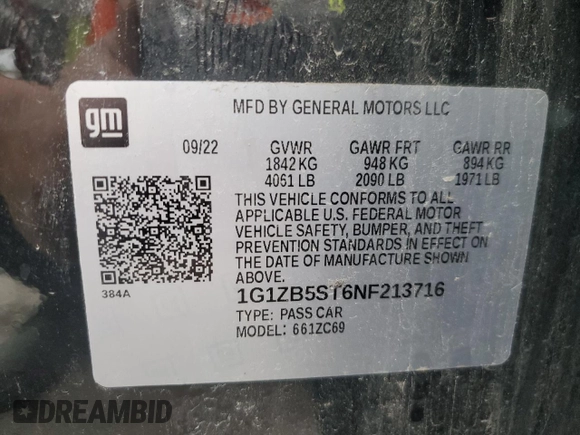 gm
MFD BY GENERAL MOTORS LLC
09/22 GVWR GAWR FRT GAWR RR
1842 KG 948 KG 894 KG
4061 LB 2090 LB 1971 LB
THIS VEHICLE CONFORMS TO ALL
APPLICABLE U.S. FEDERAL MOTOR
VEHICLE SAFETY, BUMPER, AND THEFT
PREVENTION STANDARDS IN EFFECT ON
THE DATE OF MANUFACTURE SHOWN
ABOVE.
384A
1G1ZB5ST6NF213716
TYPE: PASS CAR
MODEL: 661ZC69
DREAMBID